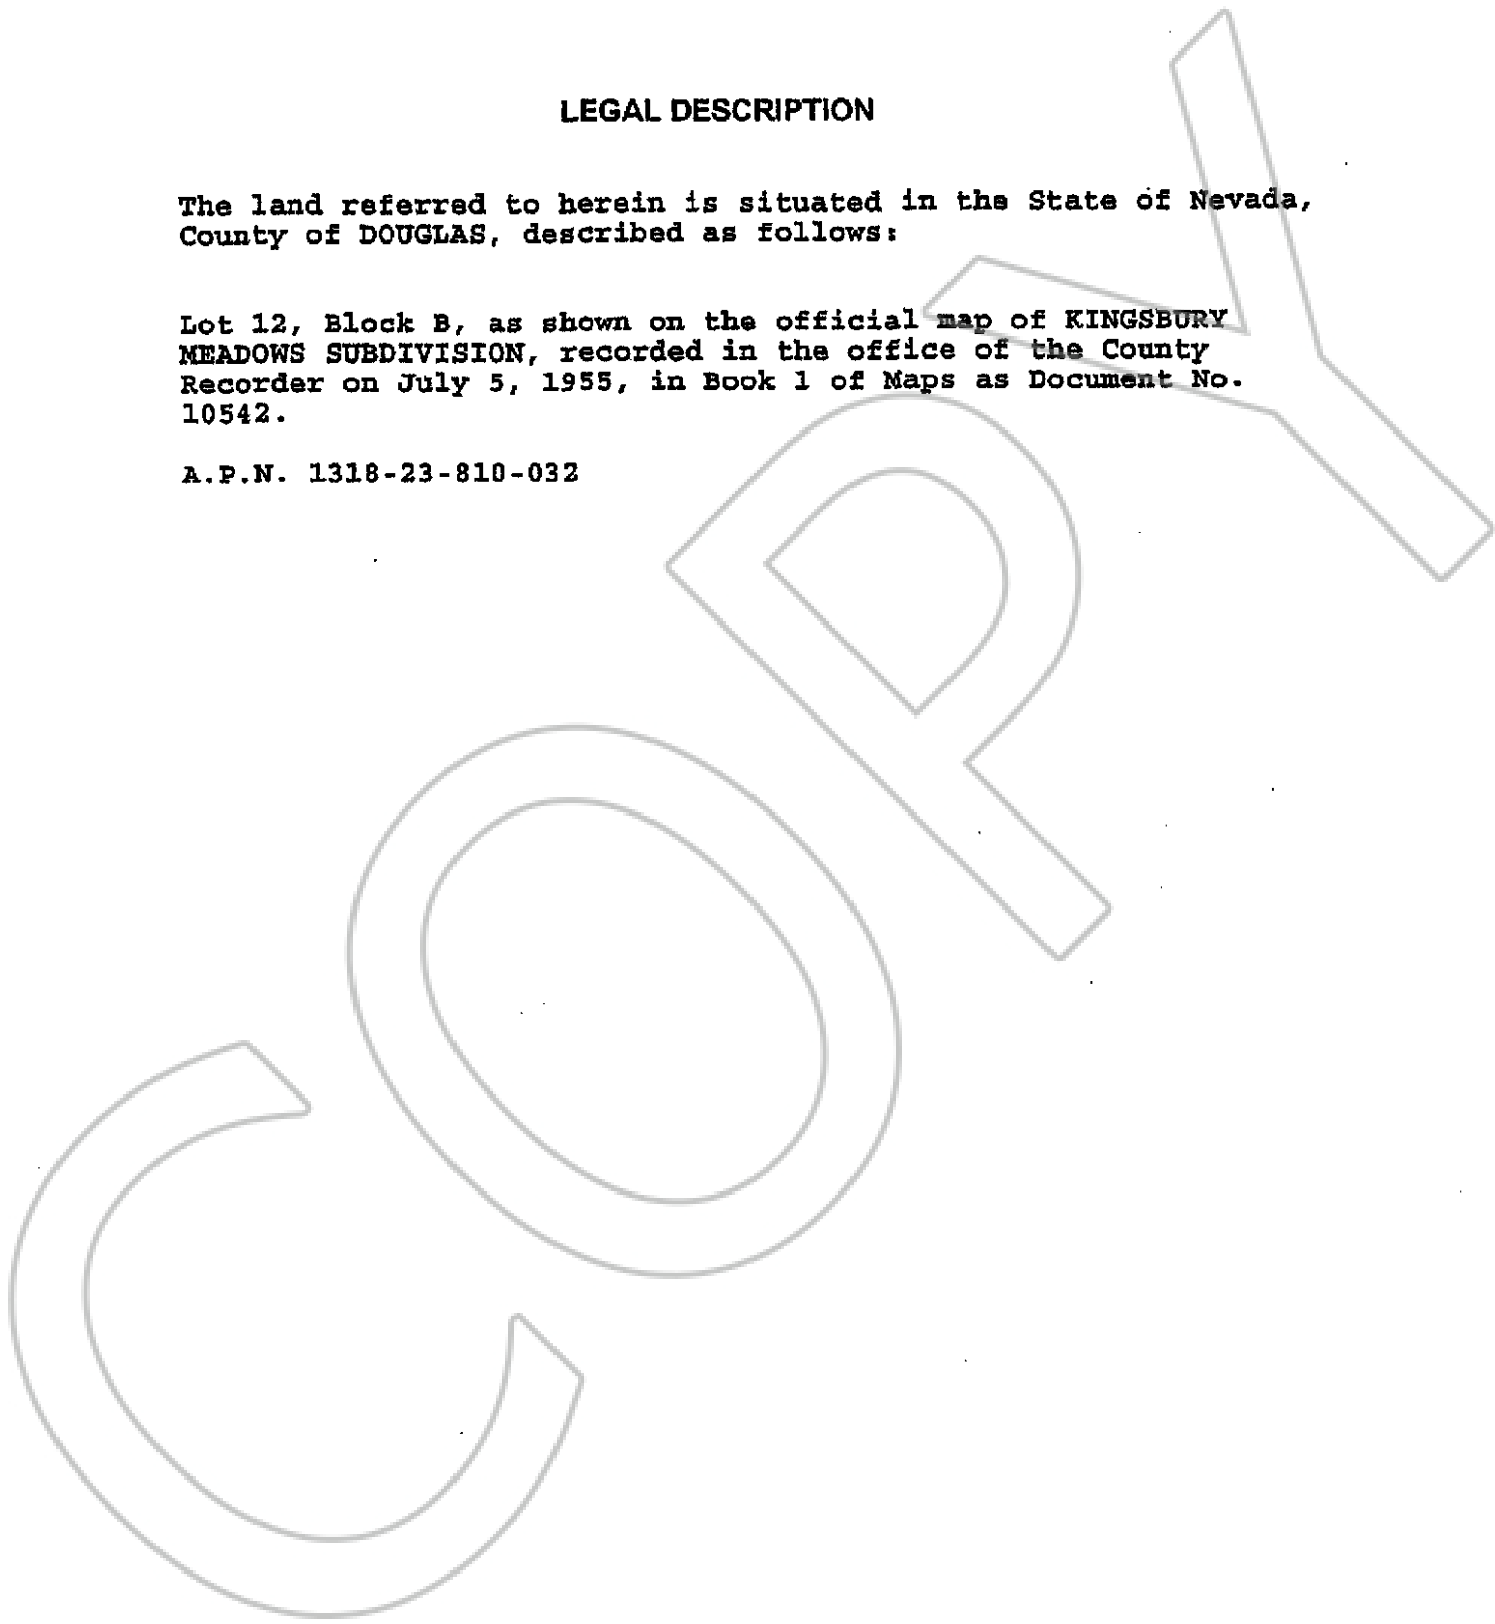 LEGAL DESCRIPTION
The land referred to herein is situated in the State of Nevada,
County of DOUGLAS, described as follows:
Lot 12, Block B, as shown on the official map of KINGSBURY
MEADOWS SUBDIVISION, recorded in the office of the County
Recorder on July 5, 1955, in Book 1 of Maps as Document No.
10542.
A.P.N. 1318-23-810-032
COPY